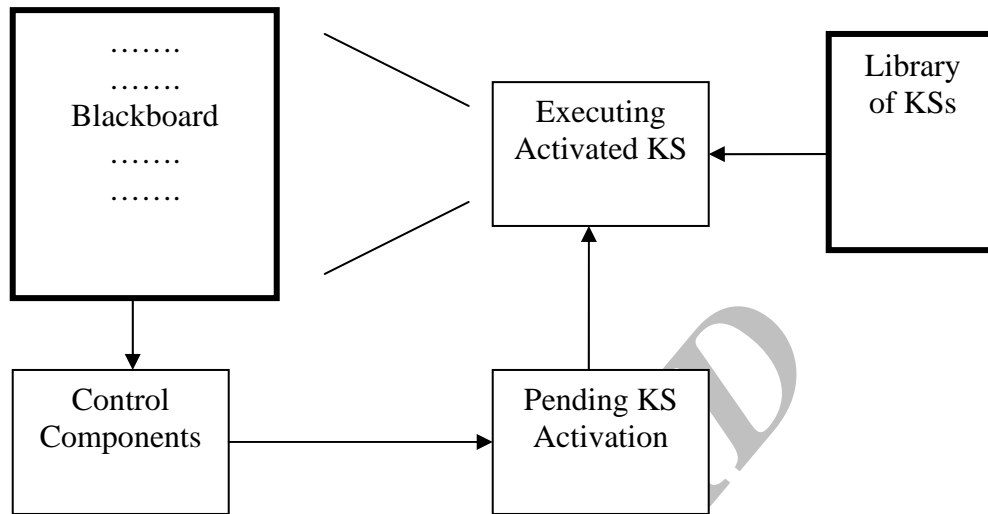 …….
…….
Blackboard
…….
…….
Executing
Activated KS
Library
of KSs
Control
Components
Pending KS
Activation